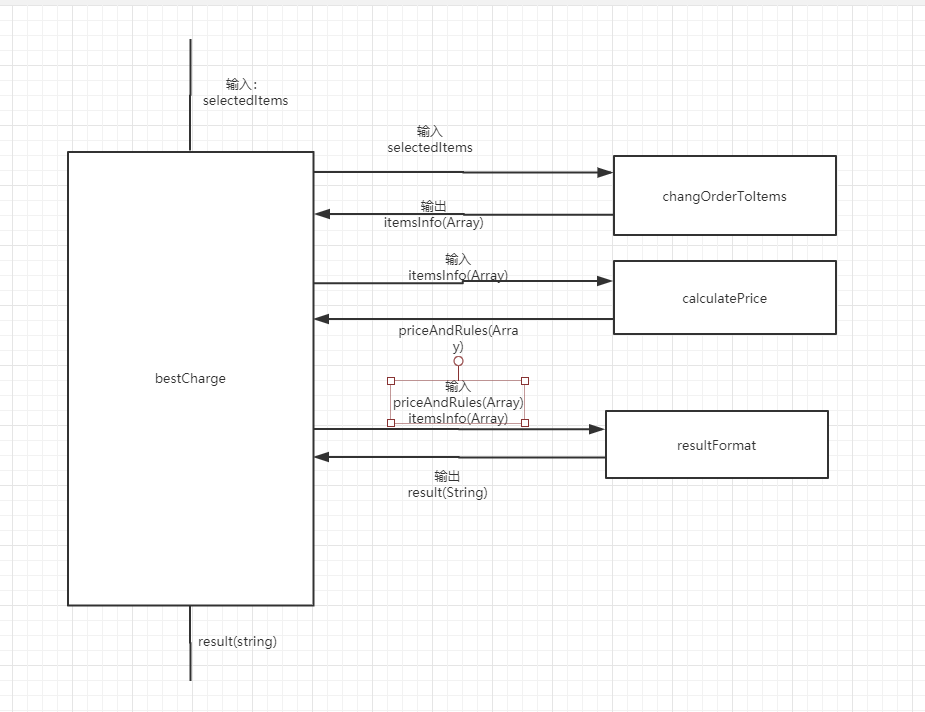 输入：
selectedItems
输入
selectedItems
changOrderToItems
输出
itemsInfo(Array)
输入
itemsInfo(Array)
calculatePrice
priceAndRules(Arra
y)
bestCharge
输入
priceAndRules(Array)
itemsInfo(Array)
resultFormat
输出
result(String)
result(string)